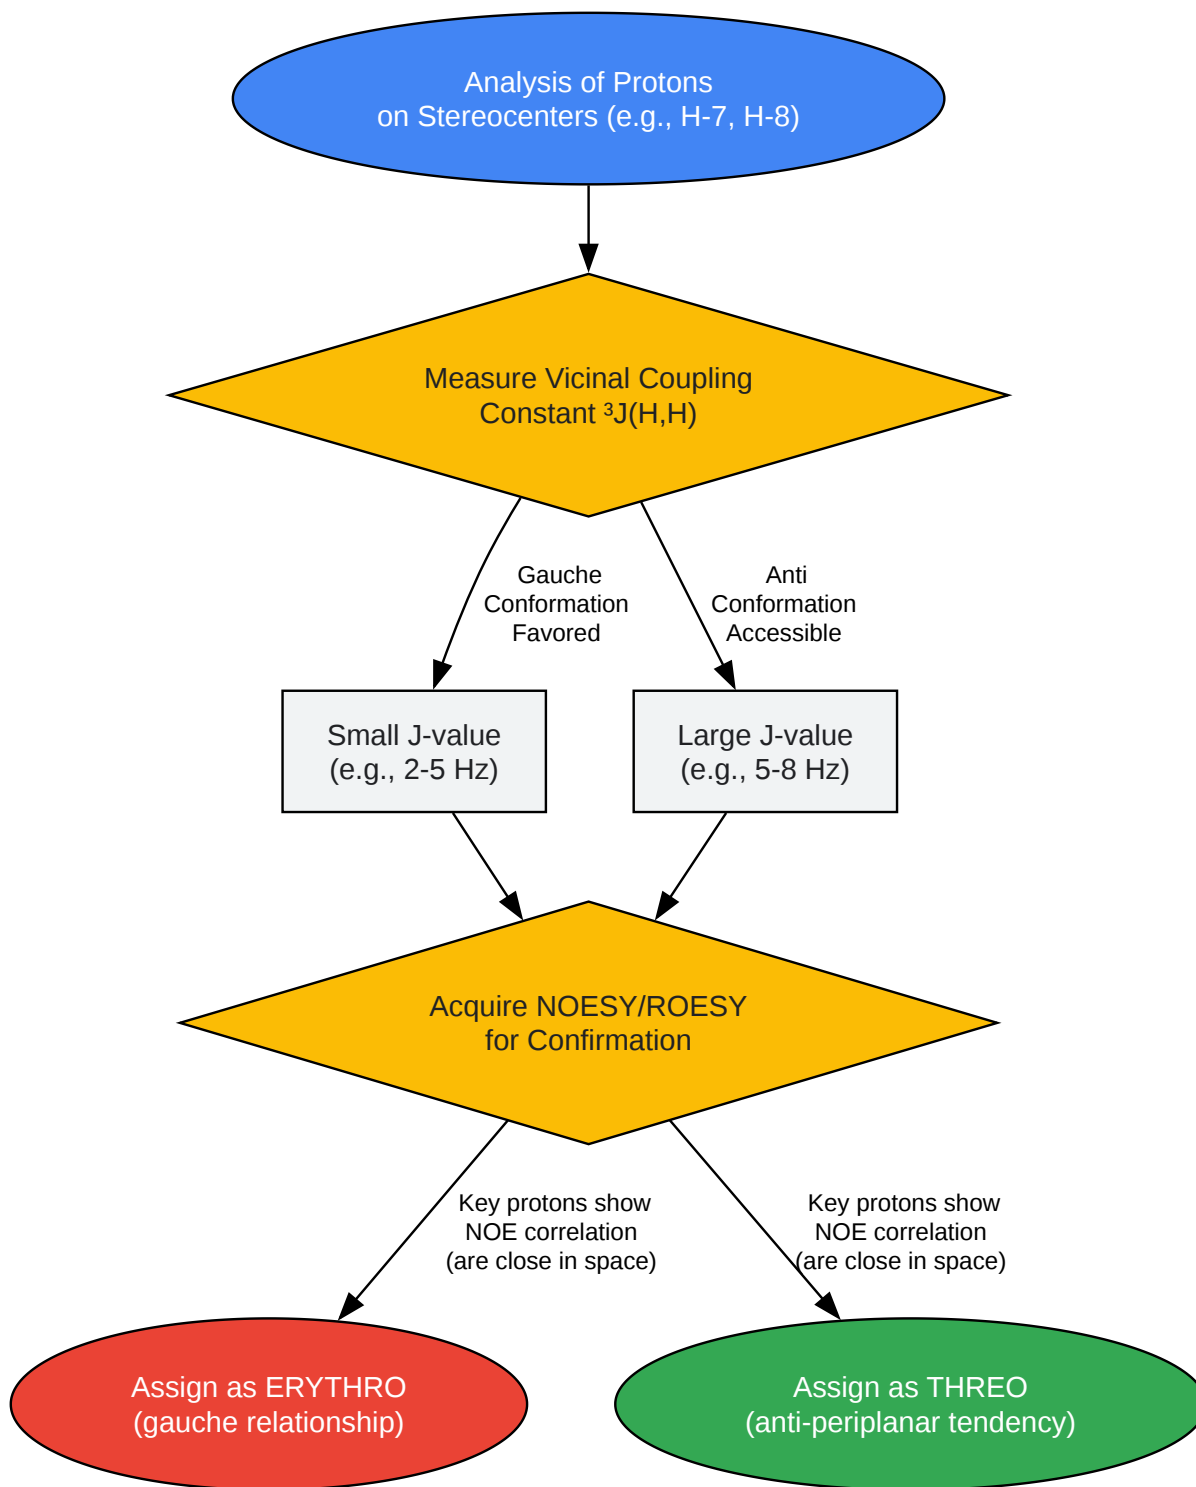 Analysis of Protons
on Stereocenters (e.g., H-7, H-8)
Measure Vicinal Coupling
Constant ³J(H,H)
Gauche
Conformation
Favored
Anti
Conformation
Accessible
Small J-value
(e.g., 2-5 Hz)
Large J-value
(e.g., 5-8 Hz)
Acquire NOESY/ROESY
for Confirmation
Key protons show
NOE correlation
(are close in space)
Key protons show
NOE correlation
(are close in space)
Assign as ERYTHRO
(gauche relationship)
Assign as THREO
(anti-periplanar tendency)